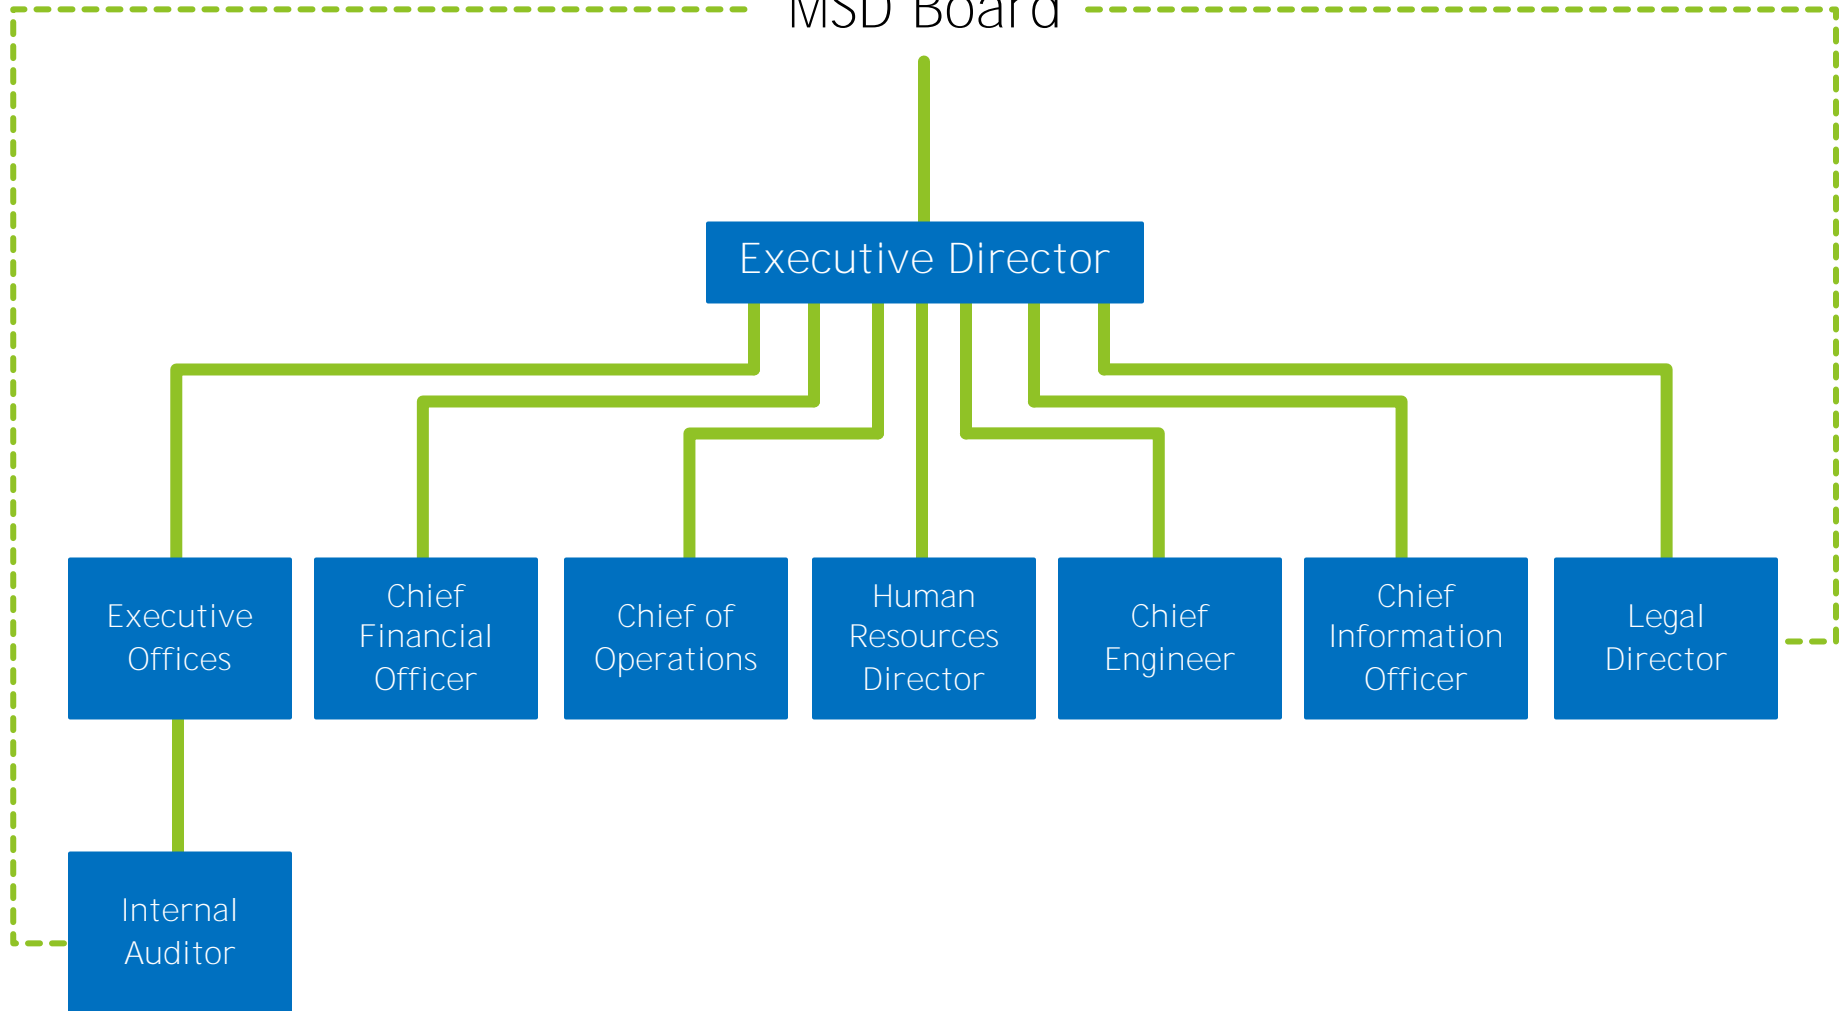 MSD Board
Executive Director
Executive
Offices
Chief
Financial
Officer
Chief of
Operations
Human
Resources
Director
Chief
Engineer
Chief
Information
Officer
Legal
Director
Internal
Auditor